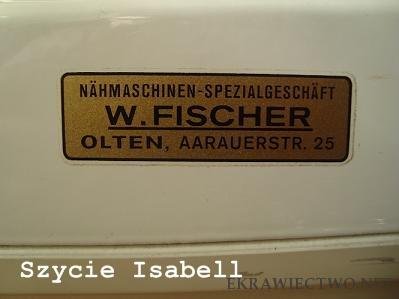 NÄHMASCHINEN-SPEZIALGESCHÄFT
W. FISCHER
OLTEN, AARAUERSTR. 25
Szycie Isabell
EKRAWIECTWO.NET